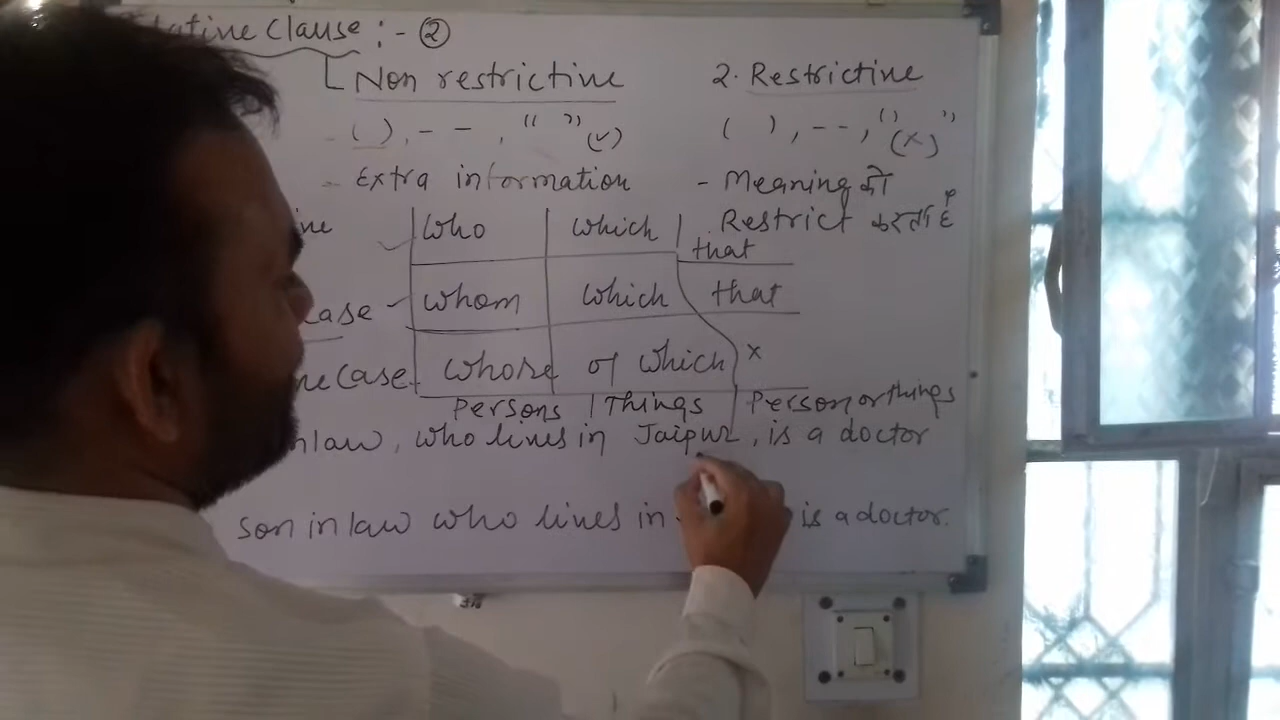 lative Clause :- ②
Non restrictive 2. Restrictive
( ), - -, " " (✓) ( ), - -, " " (x)
- Extra information - Meaning को
Who which Restrict करता है
that
case - whom which that
ne case whose of which x
Persons Things Person or things
n law, who lives in Jaipur, is a doctor
son in law who lives in is a doctor.